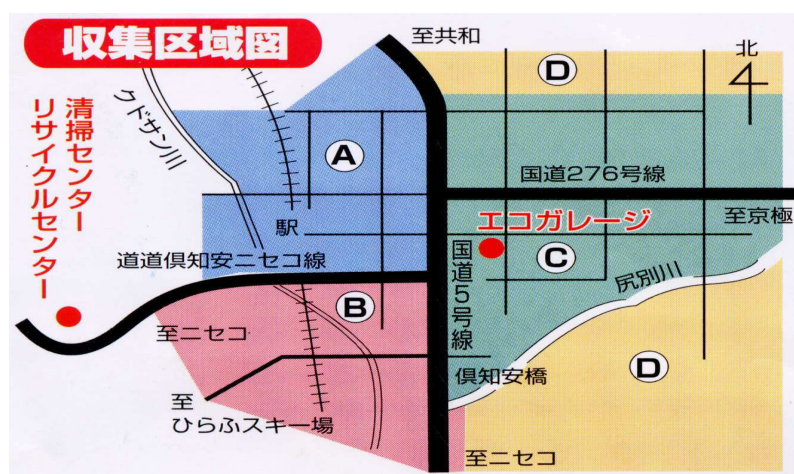 収集区域図
至共和
D
北
クドサン川
清掃センター
リサイクルセンター
A
国道276号線
エコガレージ
至京極
駅
国道5号線
C
道道倶知安ニセコ線
尻別川
B
至ニセコ
D
倶知安橋
至
ひらふスキー場
至ニセコ